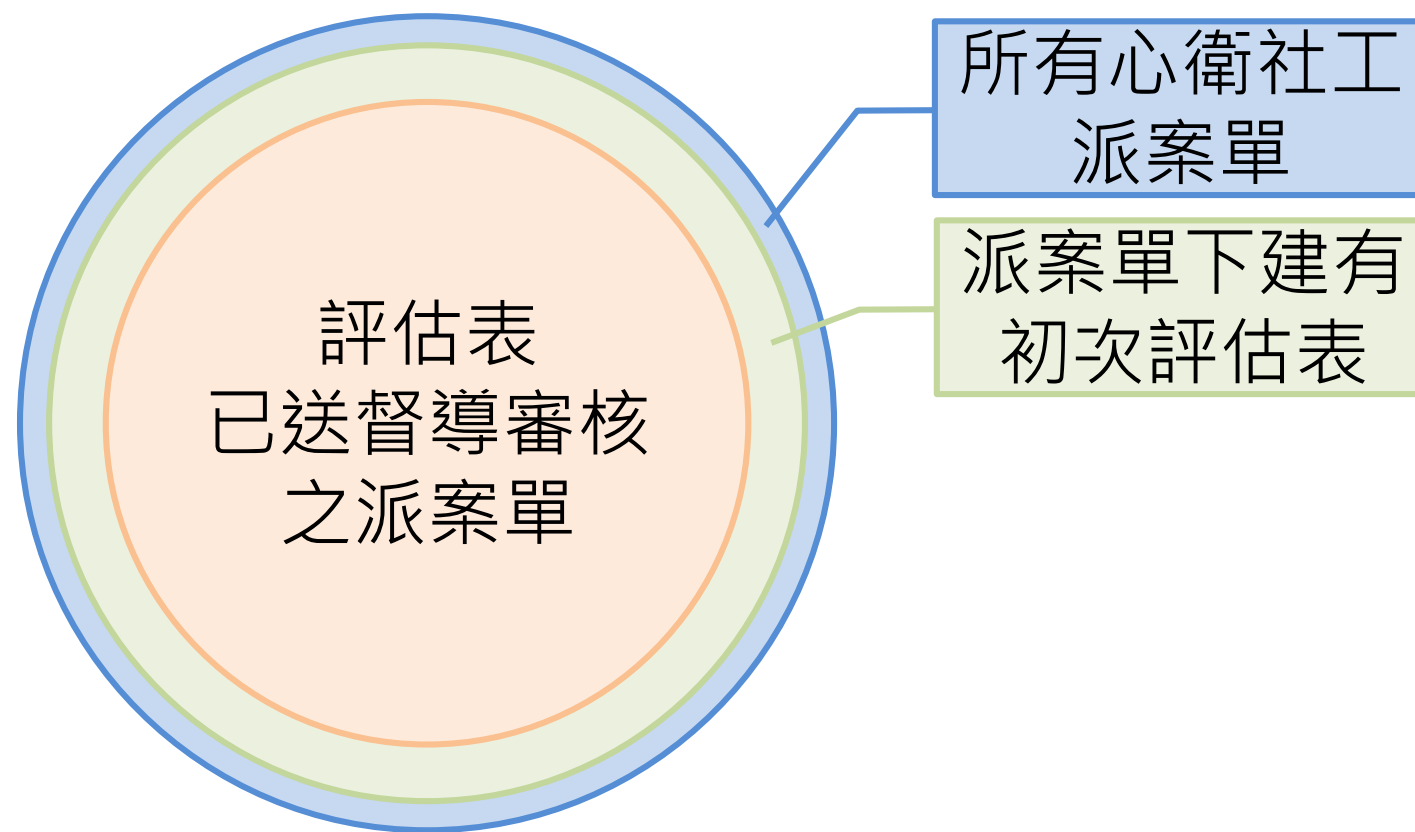 所有心衛社工
派案單
派案單下建有
初次評估表
評估表
已送督導審核
之派案單